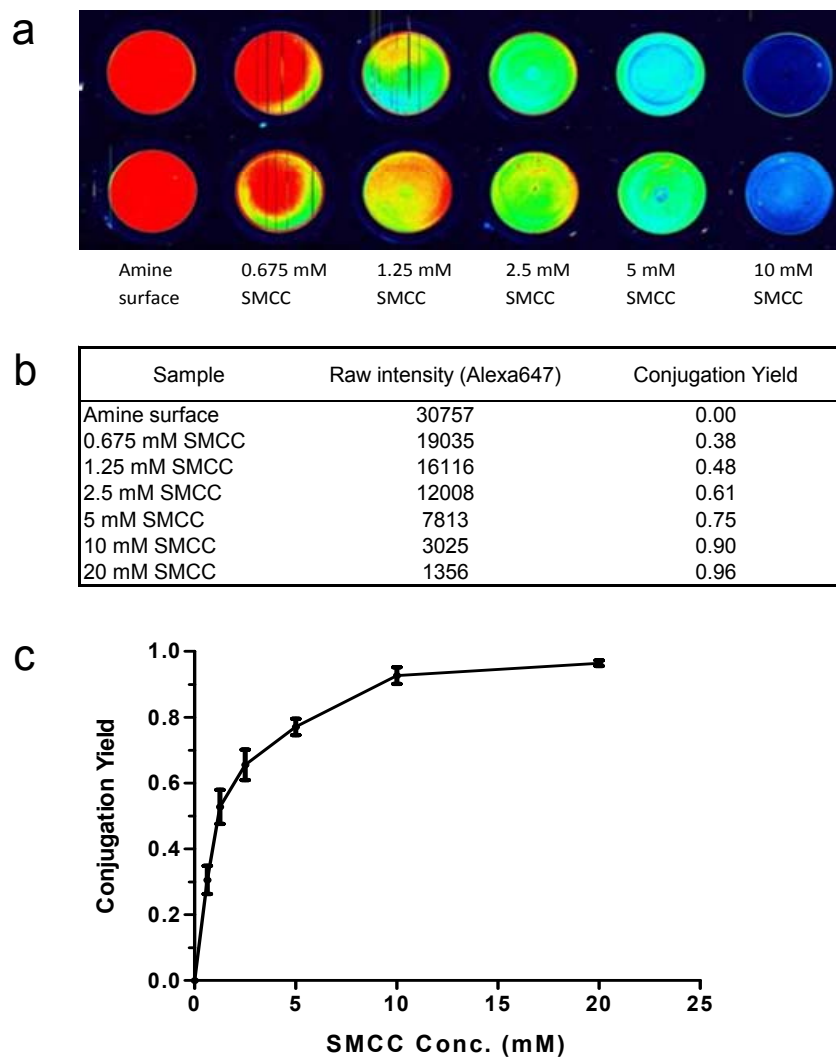 a
Amine surface
0.675 mM SMCC
1.25 mM SMCC
2.5 mM SMCC
5 mM SMCC
10 mM SMCC
b
Sample Raw intensity (Alexa647) Conjugation Yield
Amine surface 30757 0.00
0.675 mM SMCC 19035 0.38
1.25 mM SMCC 16116 0.48
2.5 mM SMCC 12008 0.61
5 mM SMCC 7813 0.75
10 mM SMCC 3025 0.90
20 mM SMCC 1356 0.96
c
Conjugation Yield
1.0
0.8
0.6
0.4
0.2
0.0
0 5 10 15 20 25
SMCC Conc. (mM)